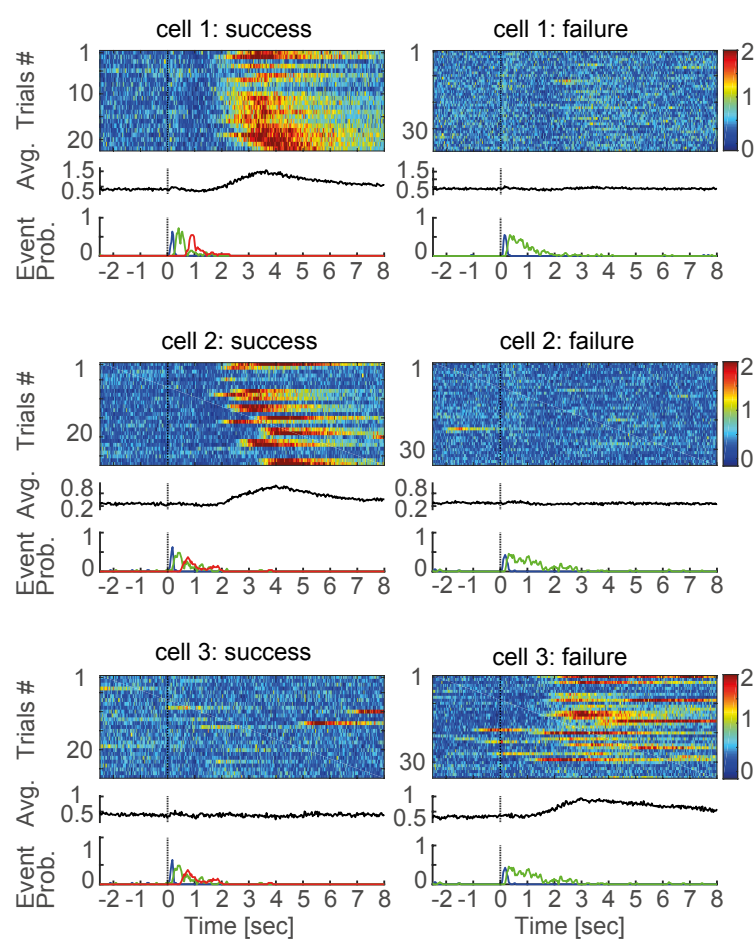 cell 1: success
cell 1: failure
Trials #
1
10
20
1
30
2
1
0
Avg.
1.5
0.5
1.5
0.5
Event
Prob.
1
0
1
0
-2 -1 0 1 2 3 4 5 6 7 8
-2 -1 0 1 2 3 4 5 6 7 8
cell 2: success
cell 2: failure
Trials #
1
20
1
30
2
1
0
Avg.
0.8
0.2
0.8
0.2
Event
Prob.
1
0
1
0
-2 -1 0 1 2 3 4 5 6 7 8
-2 -1 0 1 2 3 4 5 6 7 8
cell 3: success
cell 3: failure
Trials #
1
20
1
30
2
1
0
Avg.
1
0.5
1
0.5
Event
Prob.
1
0
1
0
-2 -1 0 1 2 3 4 5 6 7 8
-2 -1 0 1 2 3 4 5 6 7 8
Time [sec]
Time [sec]